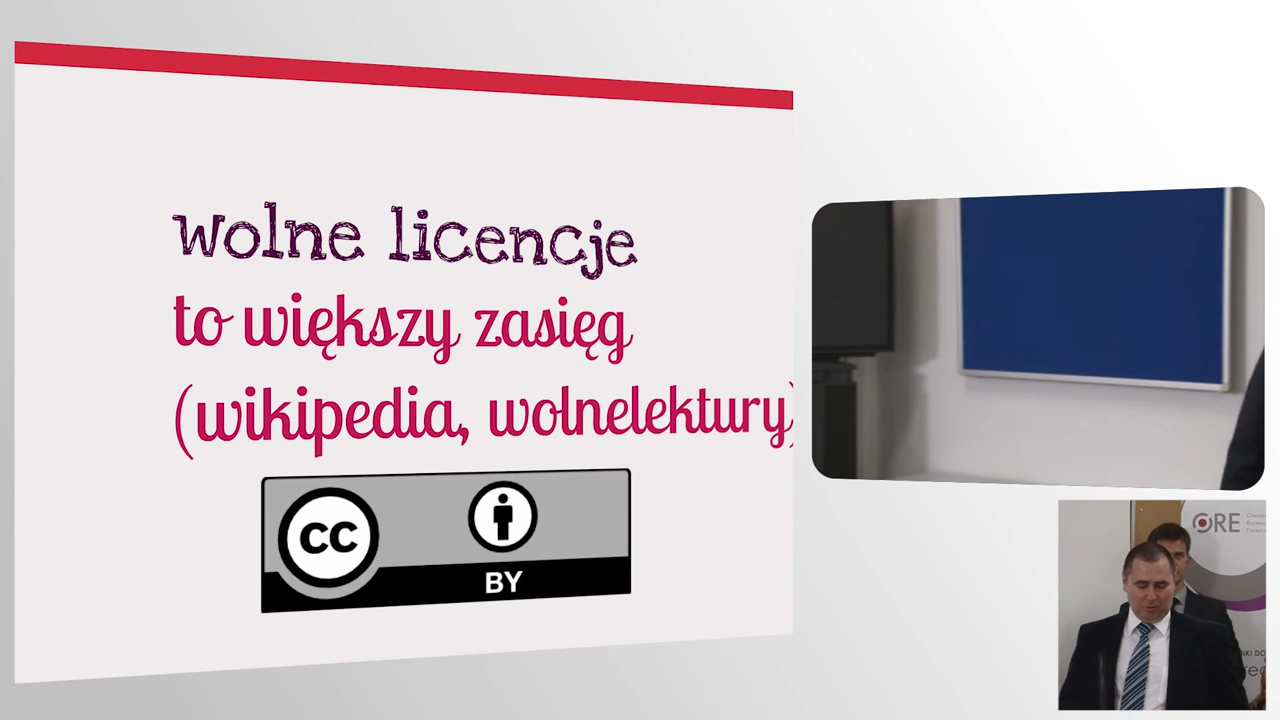 wolne licencje
to większy zasięg
(wikipedia, wolnelektury)
cc
BY
ORE